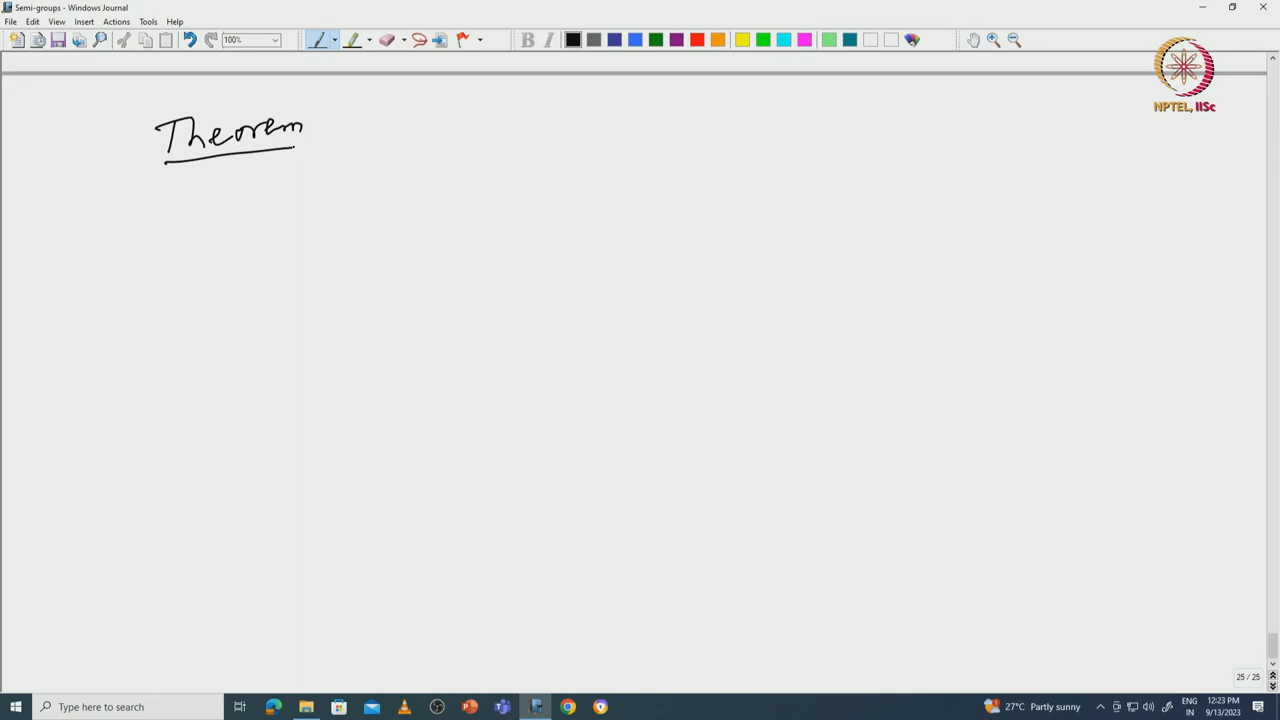 Semi-groups - Windows Journal
File Edit View Insert Actions Tools Help
100% B I
NPTEL, IISc
Theorem
25 / 25
Type here to search
27°C Partly sunny
ENG
IN
12:23 PM
9/13/2023